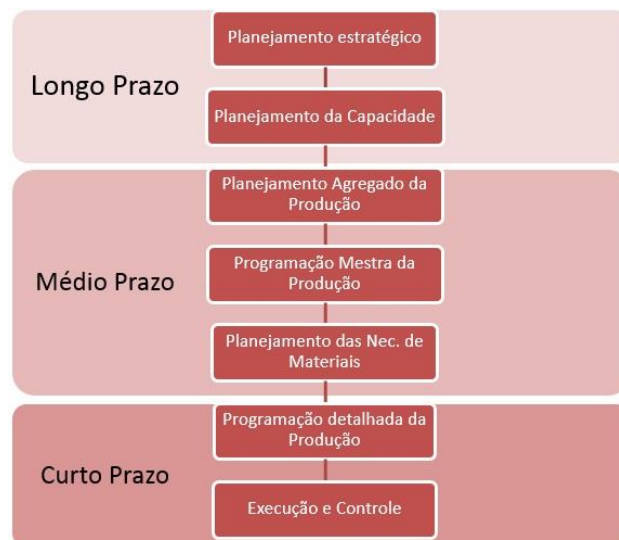 Longo Prazo
Planejamento estratégico
Planejamento da Capacidade
Médio Prazo
Planejamento Agregado da
Produção
Programação Mestra da
Produção
Planejamento das Nec. de
Materiais
Curto Prazo
Programação detalhada da
Produção
Execução e Controle